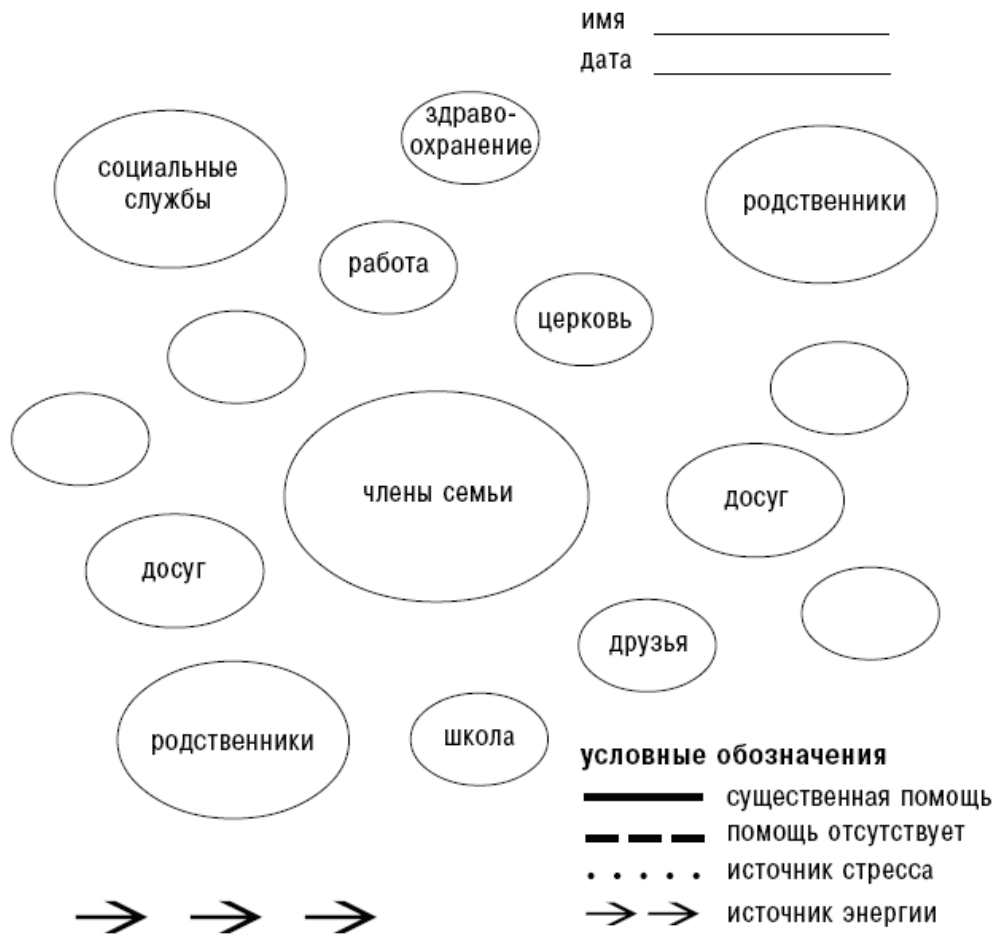 имя
дата
здраво-
охранение
социальные
службы
родственники
работа
церковь
члены семьи
досуг
досуг
друзья
родственники
школа
условные обозначения
существенная помощь
помощь отсутствует
источник стресса
источник энергии